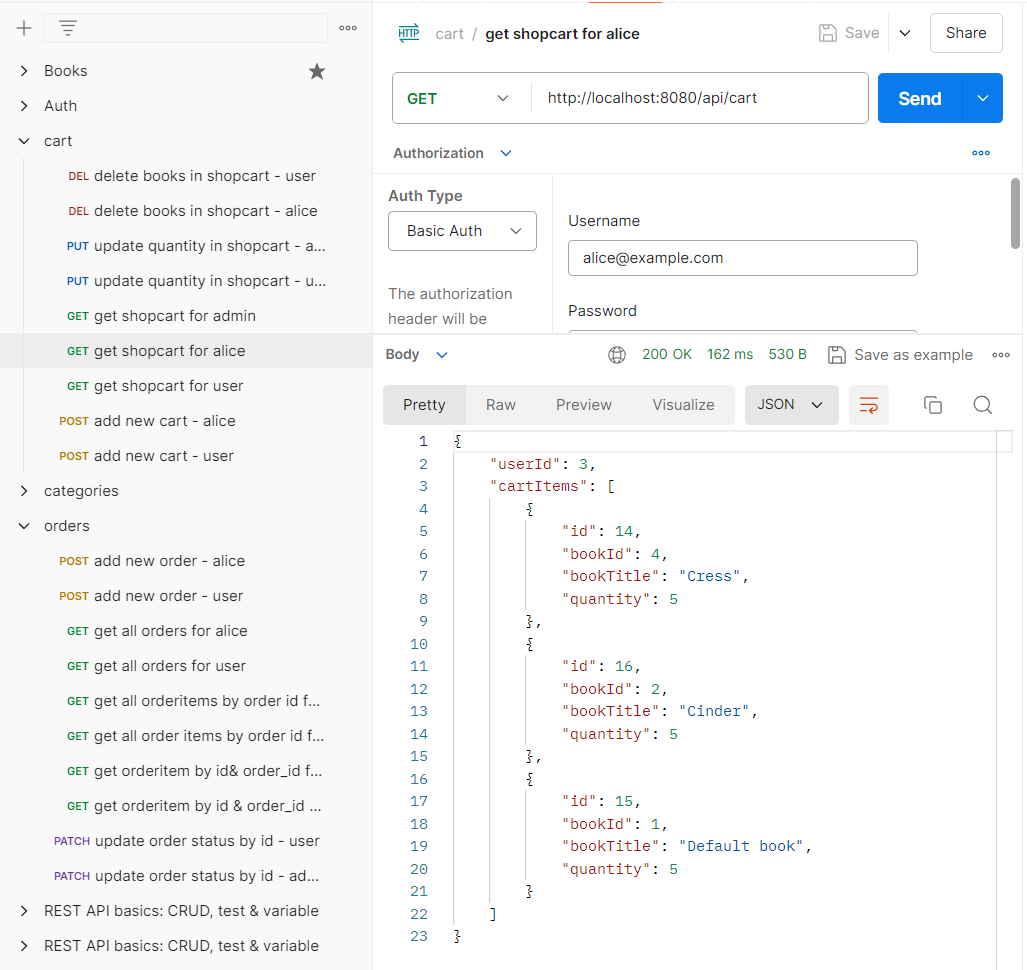 Books
Auth
cart
DEL delete books in shopcart - user
DEL delete books in shopcart - alice
PUT update quantity in shopcart - a...
PUT update quantity in shopcart - u...
GET get shopcart for admin
GET get shopcart for alice
GET get shopcart for user
POST add new cart - alice
POST add new cart - user
categories
orders
POST add new order - alice
POST add new order - user
GET get all orders for alice
GET get all orders for user
GET get all orderitems by order id f...
GET get all order items by order id f...
GET get orderitem by id& order_id f...
GET get orderitem by id & order_id ...
PATCH update order status by id - user
PATCH update order status by id - ad...
REST API basics: CRUD, test & variable
REST API basics: CRUD, test & variable
HTTP cart / get shopcart for alice
Save
Share
GET http://localhost:8080/api/cart
Send
Authorization
Auth Type
Basic Auth
The authorization
header will be
Username
alice@example.com
Password
Body 200 OK 162 ms 530 B Save as example
Pretty Raw Preview Visualize JSON
1 {
2 "userId": 3,
3 "cartItems": [
4 {
5 "id": 14,
6 "bookId": 4,
7 "bookTitle": "Cress",
8 "quantity": 5
9 },
10 {
11 "id": 16,
12 "bookId": 2,
13 "bookTitle": "Cinder",
14 "quantity": 5
15 },
16 {
17 "id": 15,
18 "bookId": 1,
19 "bookTitle": "Default book",
20 "quantity": 5
21 }
22 ]
23 }